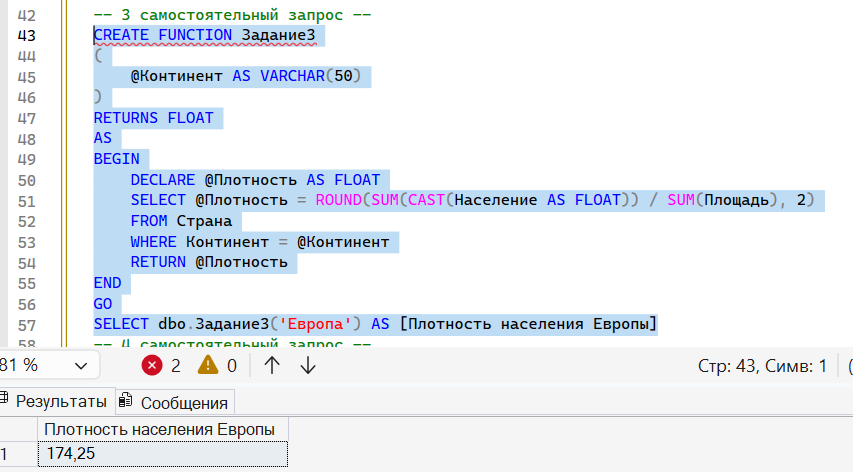 42 -- 3 самостоятельный запрос --
43 CREATE FUNCTION Задание3
44 (
45 @Континент AS VARCHAR(50)
46 )
47 RETURNS FLOAT
48 AS
49 BEGIN
50 DECLARE @Плотность AS FLOAT
51 SELECT @Плотность = ROUND(SUM(CAST(Население AS FLOAT)) / SUM(Площадь), 2)
52 FROM Страна
53 WHERE Континент = @Континент
54 RETURN @Плотность
55 END
56 GO
57 SELECT dbo.Задание3('Европа') AS [Плотность населения Европы]
58 -- 4 самостоятельный запрос --
81 % 2 0 Стр: 43, Симв: 1 (
Результаты Сообщения
Плотность населения Европы
1 174,25